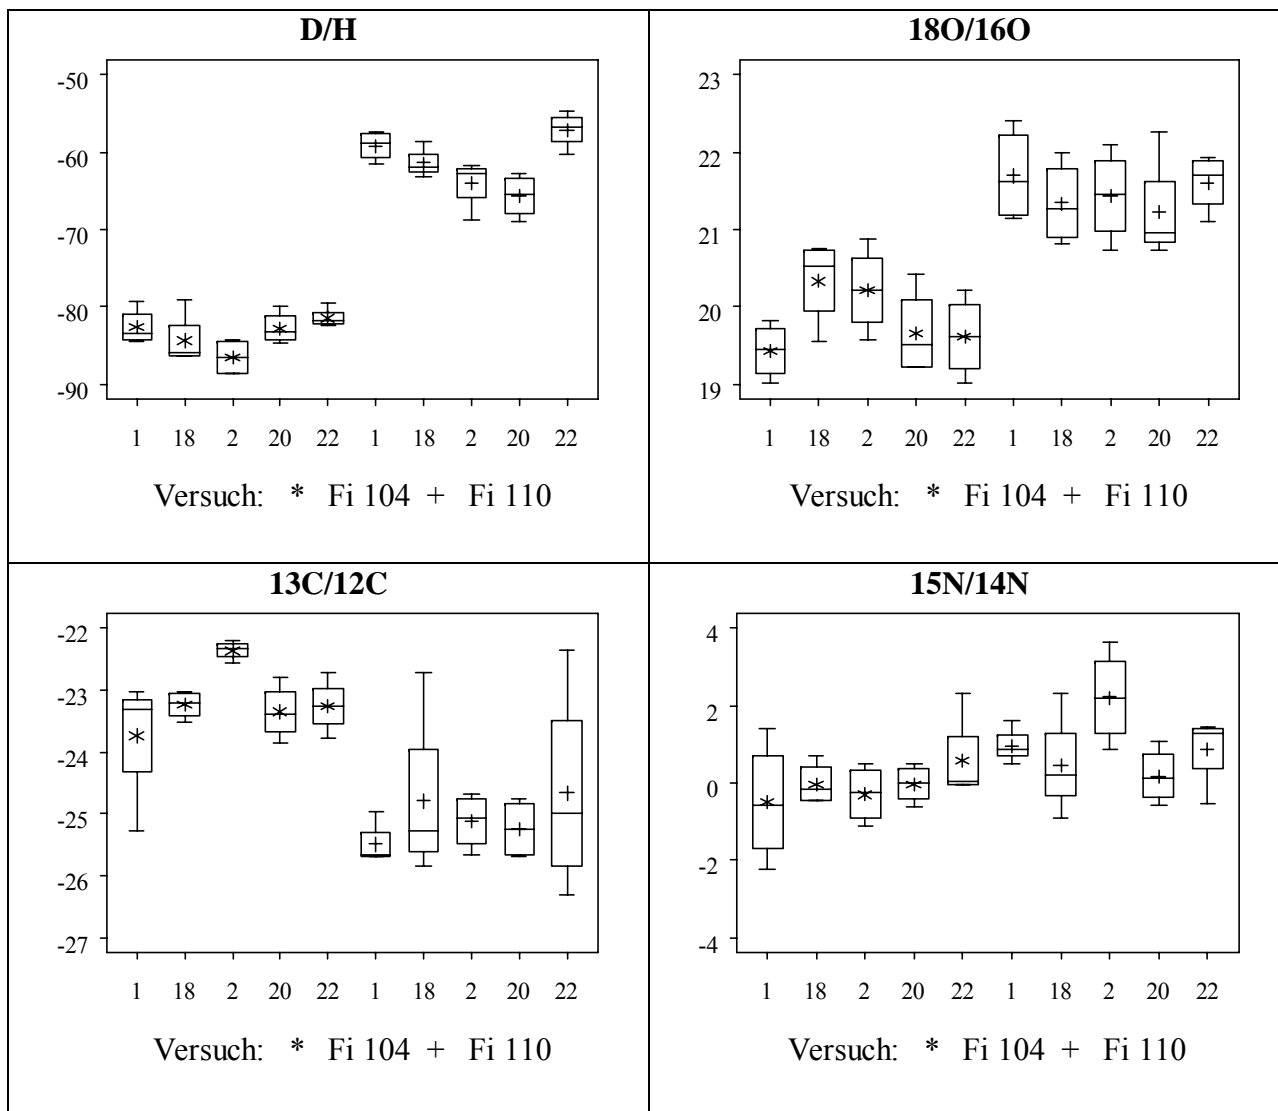 D/H
-50
-60
-70
-80
-90
1 18 2 20 22 1 18 2 20 22
Versuch: * Fi 104 + Fi 110
18O/16O
23
22
21
20
19
1 18 2 20 22 1 18 2 20 22
Versuch: * Fi 104 + Fi 110
13C/12C
-22
-23
-24
-25
-26
-27
1 18 2 20 22 1 18 2 20 22
Versuch: * Fi 104 + Fi 110
15N/14N
4
2
0
-2
-4
1 18 2 20 22 1 18 2 20 22
Versuch: * Fi 104 + Fi 110